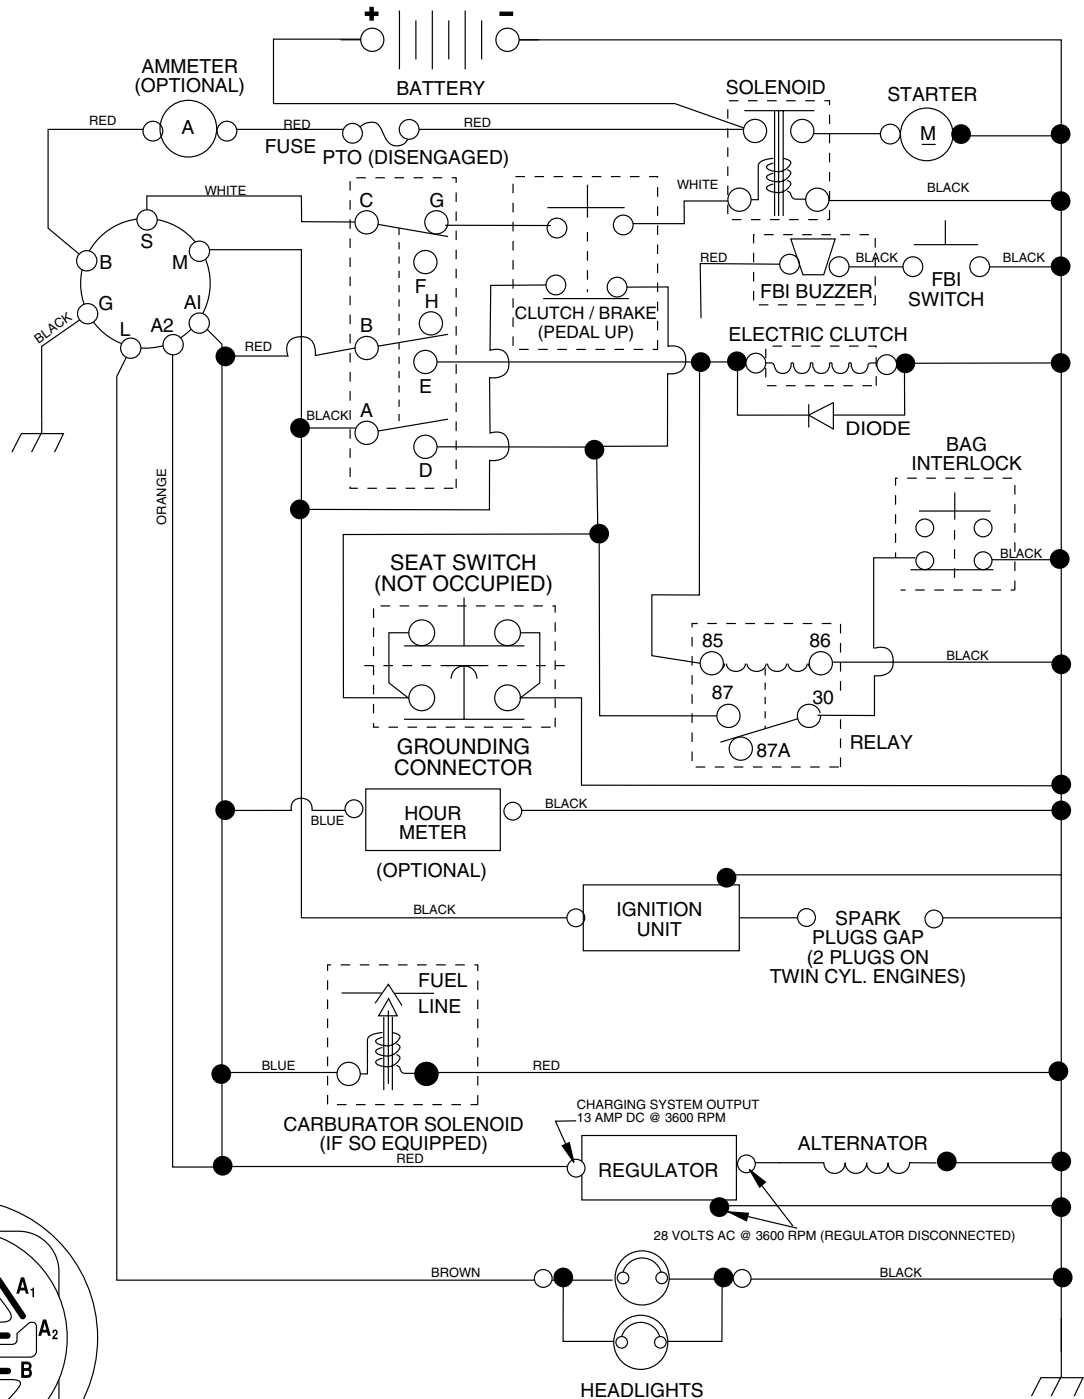 + −
BATTERY
AMMETER
(OPTIONAL)
A
RED
RED
FUSE
PTO (DISENGAGED)
RED
SOLENOID
STARTER
M
WHITE
WHITE
BLACK
S
B
M
G
A1
L
A2
BLACK
RED
ORANGE
C
G
F
H
B
E
A
D
BLACK
CLUTCH / BRAKE
(PEDAL UP)
RED
FBI BUZZER
BLACK
FBI
SWITCH
BLACK
ELECTRIC CLUTCH
DIODE
BAG
INTERLOCK
BLACK
SEAT SWITCH
(NOT OCCUPIED)
GROUNDING
CONNECTOR
85
86
87
30
87A
RELAY
BLACK
BLUE
HOUR
METER
(OPTIONAL)
BLACK
BLACK
IGNITION
UNIT
SPARK
PLUGS GAP
(2 PLUGS ON
TWIN CYL. ENGINES)
FUEL
LINE
BLUE
RED
CARBURATOR SOLENOID
(IF SO EQUIPPED)
CHARGING SYSTEM OUTPUT
13 AMP DC @ 3600 RPM
RED
REGULATOR
ALTERNATOR
28 VOLTS AC @ 3600 RPM (REGULATOR DISCONNECTED)
BROWN
BLACK
HEADLIGHTS
A1
A2
B